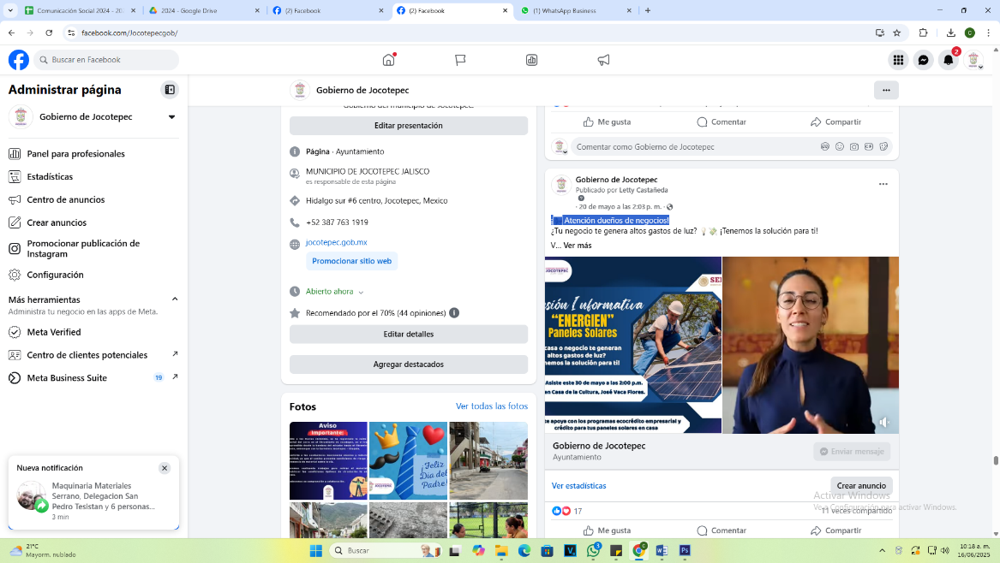 Comunicación Social 2024 - 202
2024 - Google Drive
(2) Facebook
(2) Facebook
(1) WhatsApp Business
facebook.com/Jocotepecgob/
C
Buscar en Facebook
2
Administrar página
Gobierno de Jocotepec
Panel para profesionales
Estadísticas
Centro de anuncios
Crear anuncios
Promocionar publicación de
Instagram
Configuración
Más herramientas
Administra tu negocio en las apps de Meta.
Meta Verified
Centro de clientes potenciales
Meta Business Suite
19
Nueva notificación
Maquinaria Materiales
Serrano, Delegacion San
Pedro Tesistan y 6 personas...
3 min
Gobierno de Jocotepec
Gobierno del municipio de Jocotepec.
Editar presentación
Página · Ayuntamiento
MUNICIPIO DE JOCOTEPEC JALISCO
es responsable de esta página
Hidalgo sur #6 centro, Jocotepec, Mexico
+52 387 763 1919
jocotepec.gob.mx
Promocionar sitio web
Abierto ahora
Recomendado por el 70% (44 opiniones)
Editar detalles
Agregar destacados
Fotos
Ver todas las fotos
Aviso
Importante:
Feliz
Día del
Padre!
Me gusta
Comentar
Compartir
Comentar como Gobierno de Jocotepec
Gobierno de Jocotepec
Publicado por Letty Castañeda
· 20 de mayo a las 2:03 p. m. ·
Atención dueños de negocios!
¿Tu negocio te genera altos gastos de luz? 💡💸 ¡Tenemos la solución para ti!
V... Ver más
JOCOTEPEC
SE
sión Informativa
"ENERGIEN"
Paneles Solares
casa o negocio te generan
altos gastos de luz?
nemos la solución para ti!
Asiste este 30 de mayo a las 2:00 p.m.
en Casa de la Cultura, José Vaca Flores.
te apoya con los programas ecocrédito empresarial y
crédito para tus paneles solares en casa
Gobierno de Jocotepec
Ayuntamiento
Enviar mensaje
Ver estadísticas
Crear anuncio
Activar Windows
Ve a Configuración para activar Windows.
17
11 veces compartido
Me gusta
Comentar
Compartir
21°C
Mayorm. nublado
Buscar
3
10:18 a. m.
16/06/2025